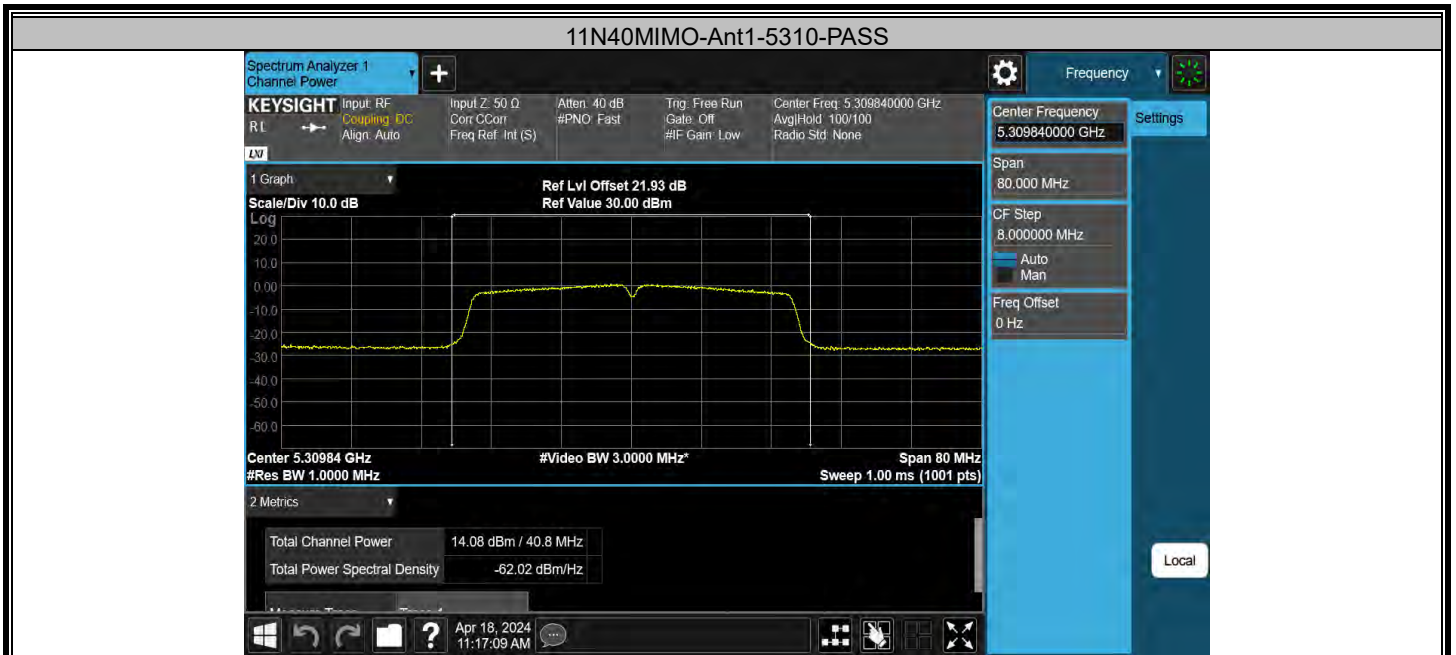 11N40MIMO-Ant1-5310-PASS
Spectrum Analyzer 1
Channel Power
Frequency
KEYSIGHT
RL
LXI
Input: RF
Coupling: DC
Align: Auto
Input Z: 50 Ω
Corr CCorr
Freq Ref: Int (S)
Atten: 40 dB
#PNO: Fast
Trig: Free Run
Gate: Off
#IF Gain: Low
Center Freq: 5.309840000 GHz
Avg|Hold: 100/100
Radio Std: None
Center Frequency
5.309840000 GHz
Settings
Span
80.000 MHz
CF Step
8.000000 MHz
Auto
Man
Freq Offset
0 Hz
Local
1 Graph
Ref Lvl Offset 21.93 dB
Scale/Div 10.0 dB
Ref Value 30.00 dBm
Log
20.0
10.0
0.00
-10.0
-20.0
-30.0
-40.0
-50.0
-60.0
Center 5.30984 GHz
#Video BW 3.0000 MHz*
Span 80 MHz
#Res BW 1.0000 MHz
Sweep 1.00 ms (1001 pts)
2 Metrics
Total Channel Power
14.08 dBm / 40.8 MHz
Total Power Spectral Density
-62.02 dBm/Hz
?
Apr 18, 2024
11:17:09 AM